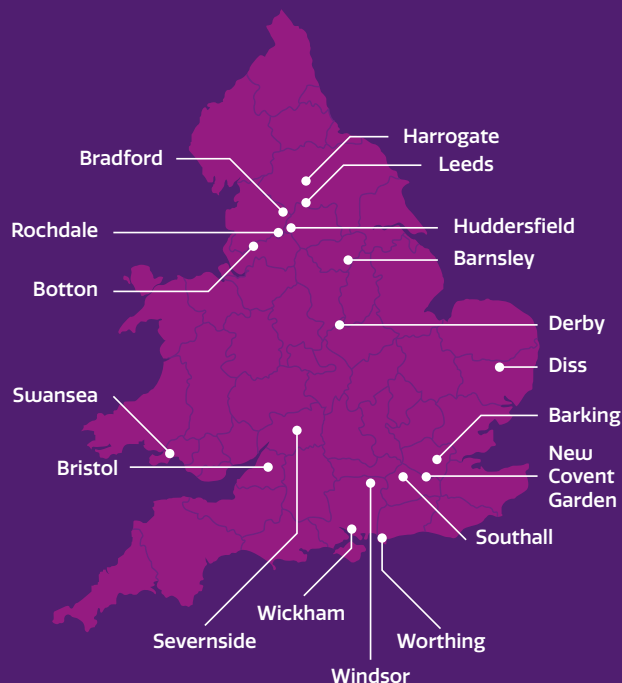 Harrogate
Bradford
Leeds
Rochdale
Huddersfield
Barnsley
Botton
Derby
Diss
Swansea
Barking
Bristol
New
Covent
Garden
Southall
Wickham
Severnside
Worthing
Windsor